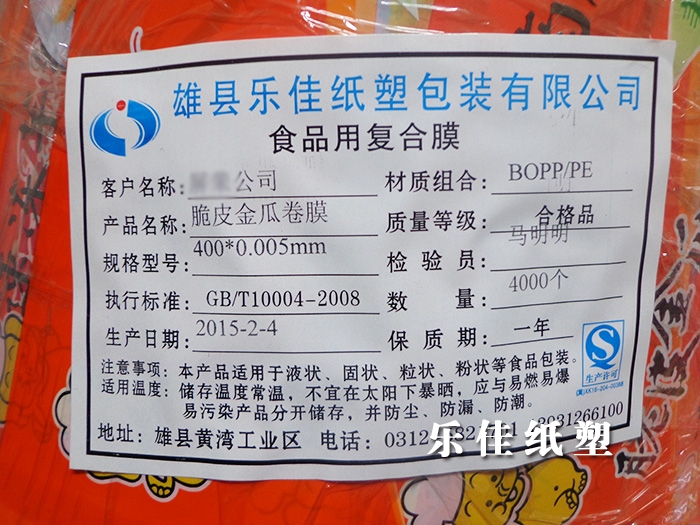 雄县乐佳纸塑包装有限公司
食品用复合膜
客户名称: 公司
材质组合: BOPP/PE
产品名称: 脆皮金瓜卷膜
质量等级: 合格品
规格型号: 400*0.005mm
检验员: 马明明
执行标准: GB/T10004-2008
数量: 4000个
生产日期: 2015-2-4
保质期: 一年
生产许可
注意事项: 本产品适用于液状、固状、粒状、粉状等食品包装。
适用温度: 储存温度常温,不宜在太阳下暴晒,应与易燃易爆
易污染产品分开储存,并防尘、防漏、防潮。
地址: 雄县黄湾工业区 电话: 0312
乐佳纸塑